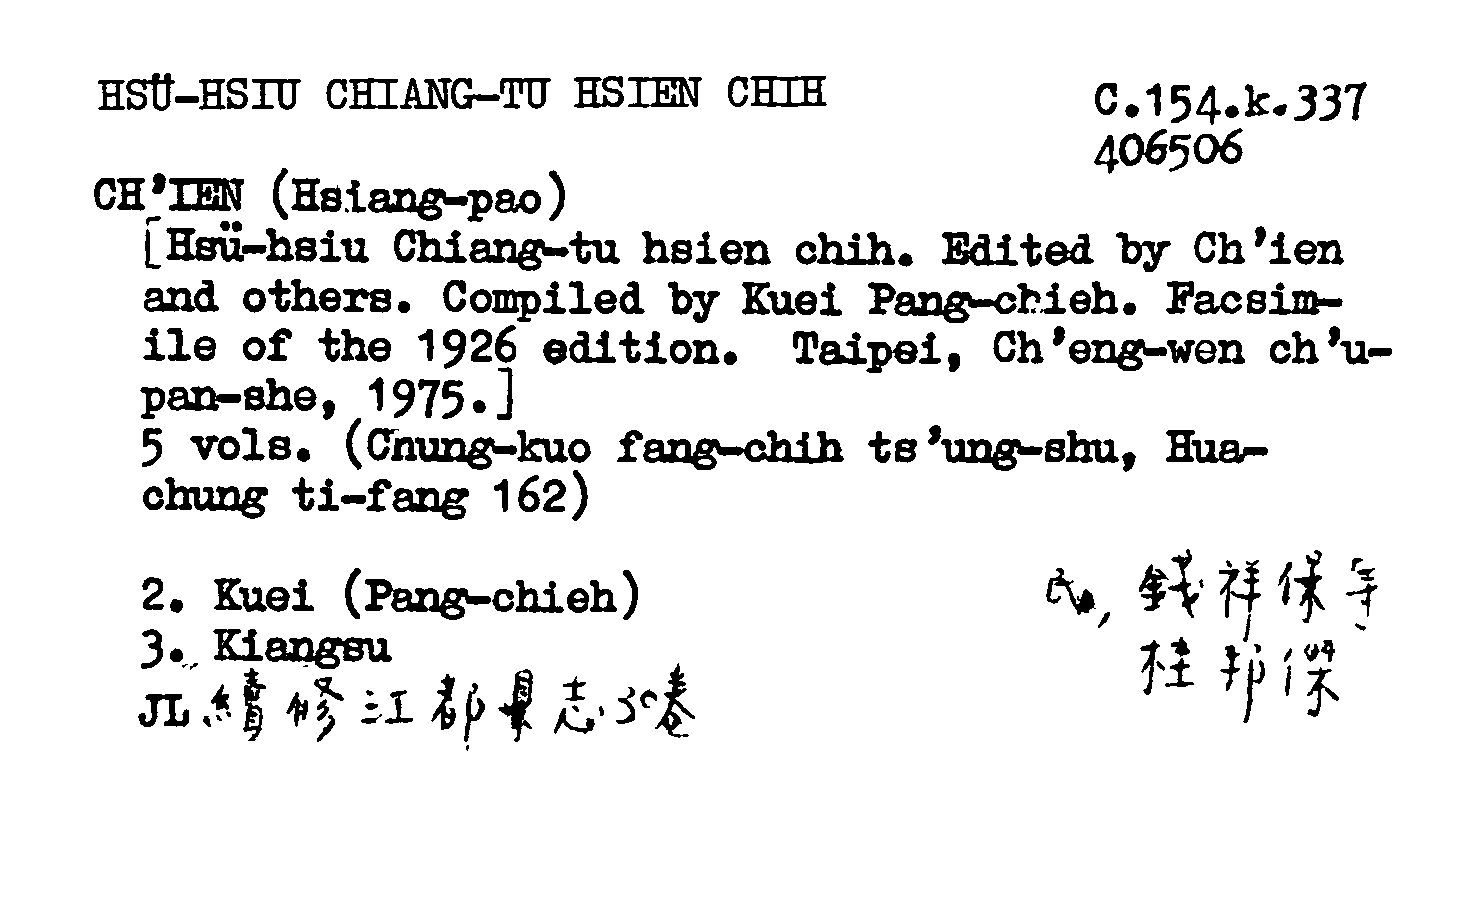 HSÜ-HSIU CHIANG-TU HSIEN CHIH
C.154.k.337
406506
CH'IEN (Hsiang-pao)
[Hsü-hsiu Chiang-tu hsien chih. Edited by Ch'ien
and others. Compiled by Kuei Pang-chieh. Facsim-
ile of the 1926 edition. Taipei, Ch'eng-wen ch'u-
pan-she, 1975.]
5 vols. (Chung-kuo fang-chih ts'ung-shu, Hua-
chung ti-fang 162)
2. Kuei (Pang-chieh)
3. Kiangsu
JL 續修江都縣志 30卷
民, 錢祥保等
桂邦傑